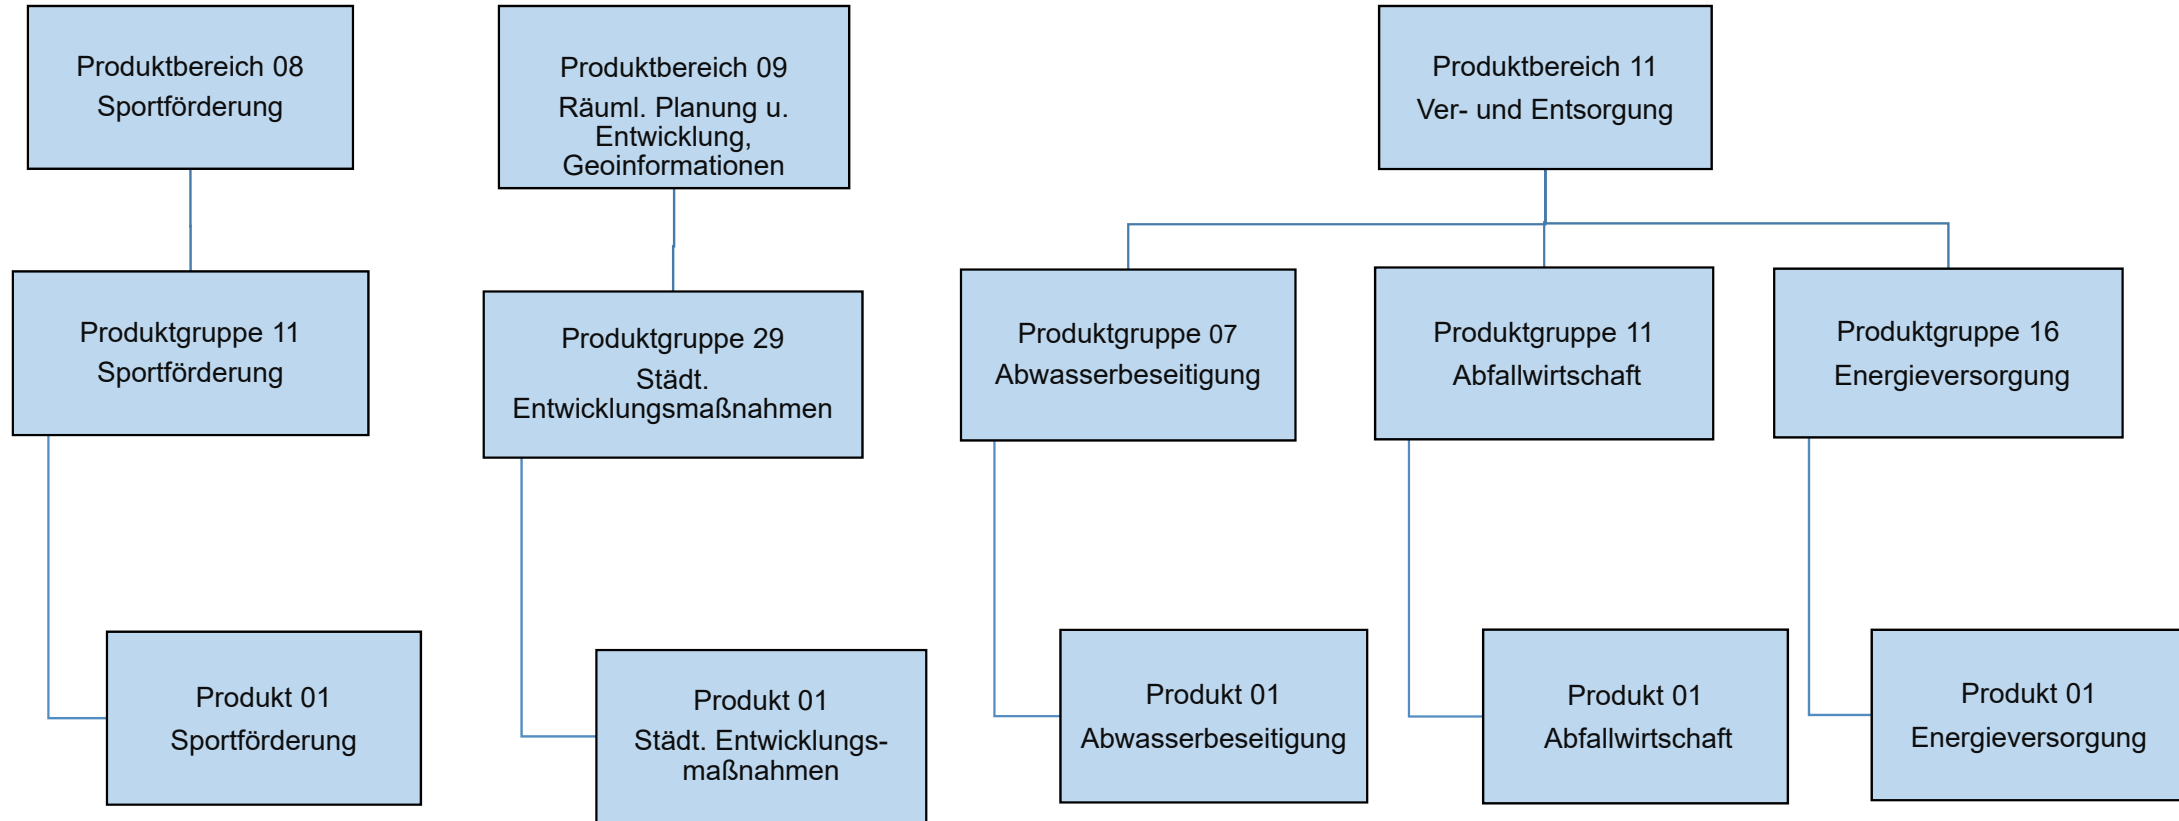 Produktbereich 08
Sportförderung
Produktbereich 09
Räuml. Planung u.
Entwicklung,
Geoinformationen
Produktbereich 11
Ver- und Entsorgung
Produktgruppe 11
Sportförderung
Produktgruppe 29
Städt.
Entwicklungsmaßnahmen
Produktgruppe 07
Abwasserbeseitigung
Produktgruppe 11
Abfallwirtschaft
Produktgruppe 16
Energieversorgung
Produkt 01
Sportförderung
Produkt 01
Städt. Entwicklungs-
maßnahmen
Produkt 01
Abwasserbeseitigung
Produkt 01
Abfallwirtschaft
Produkt 01
Energieversorgung